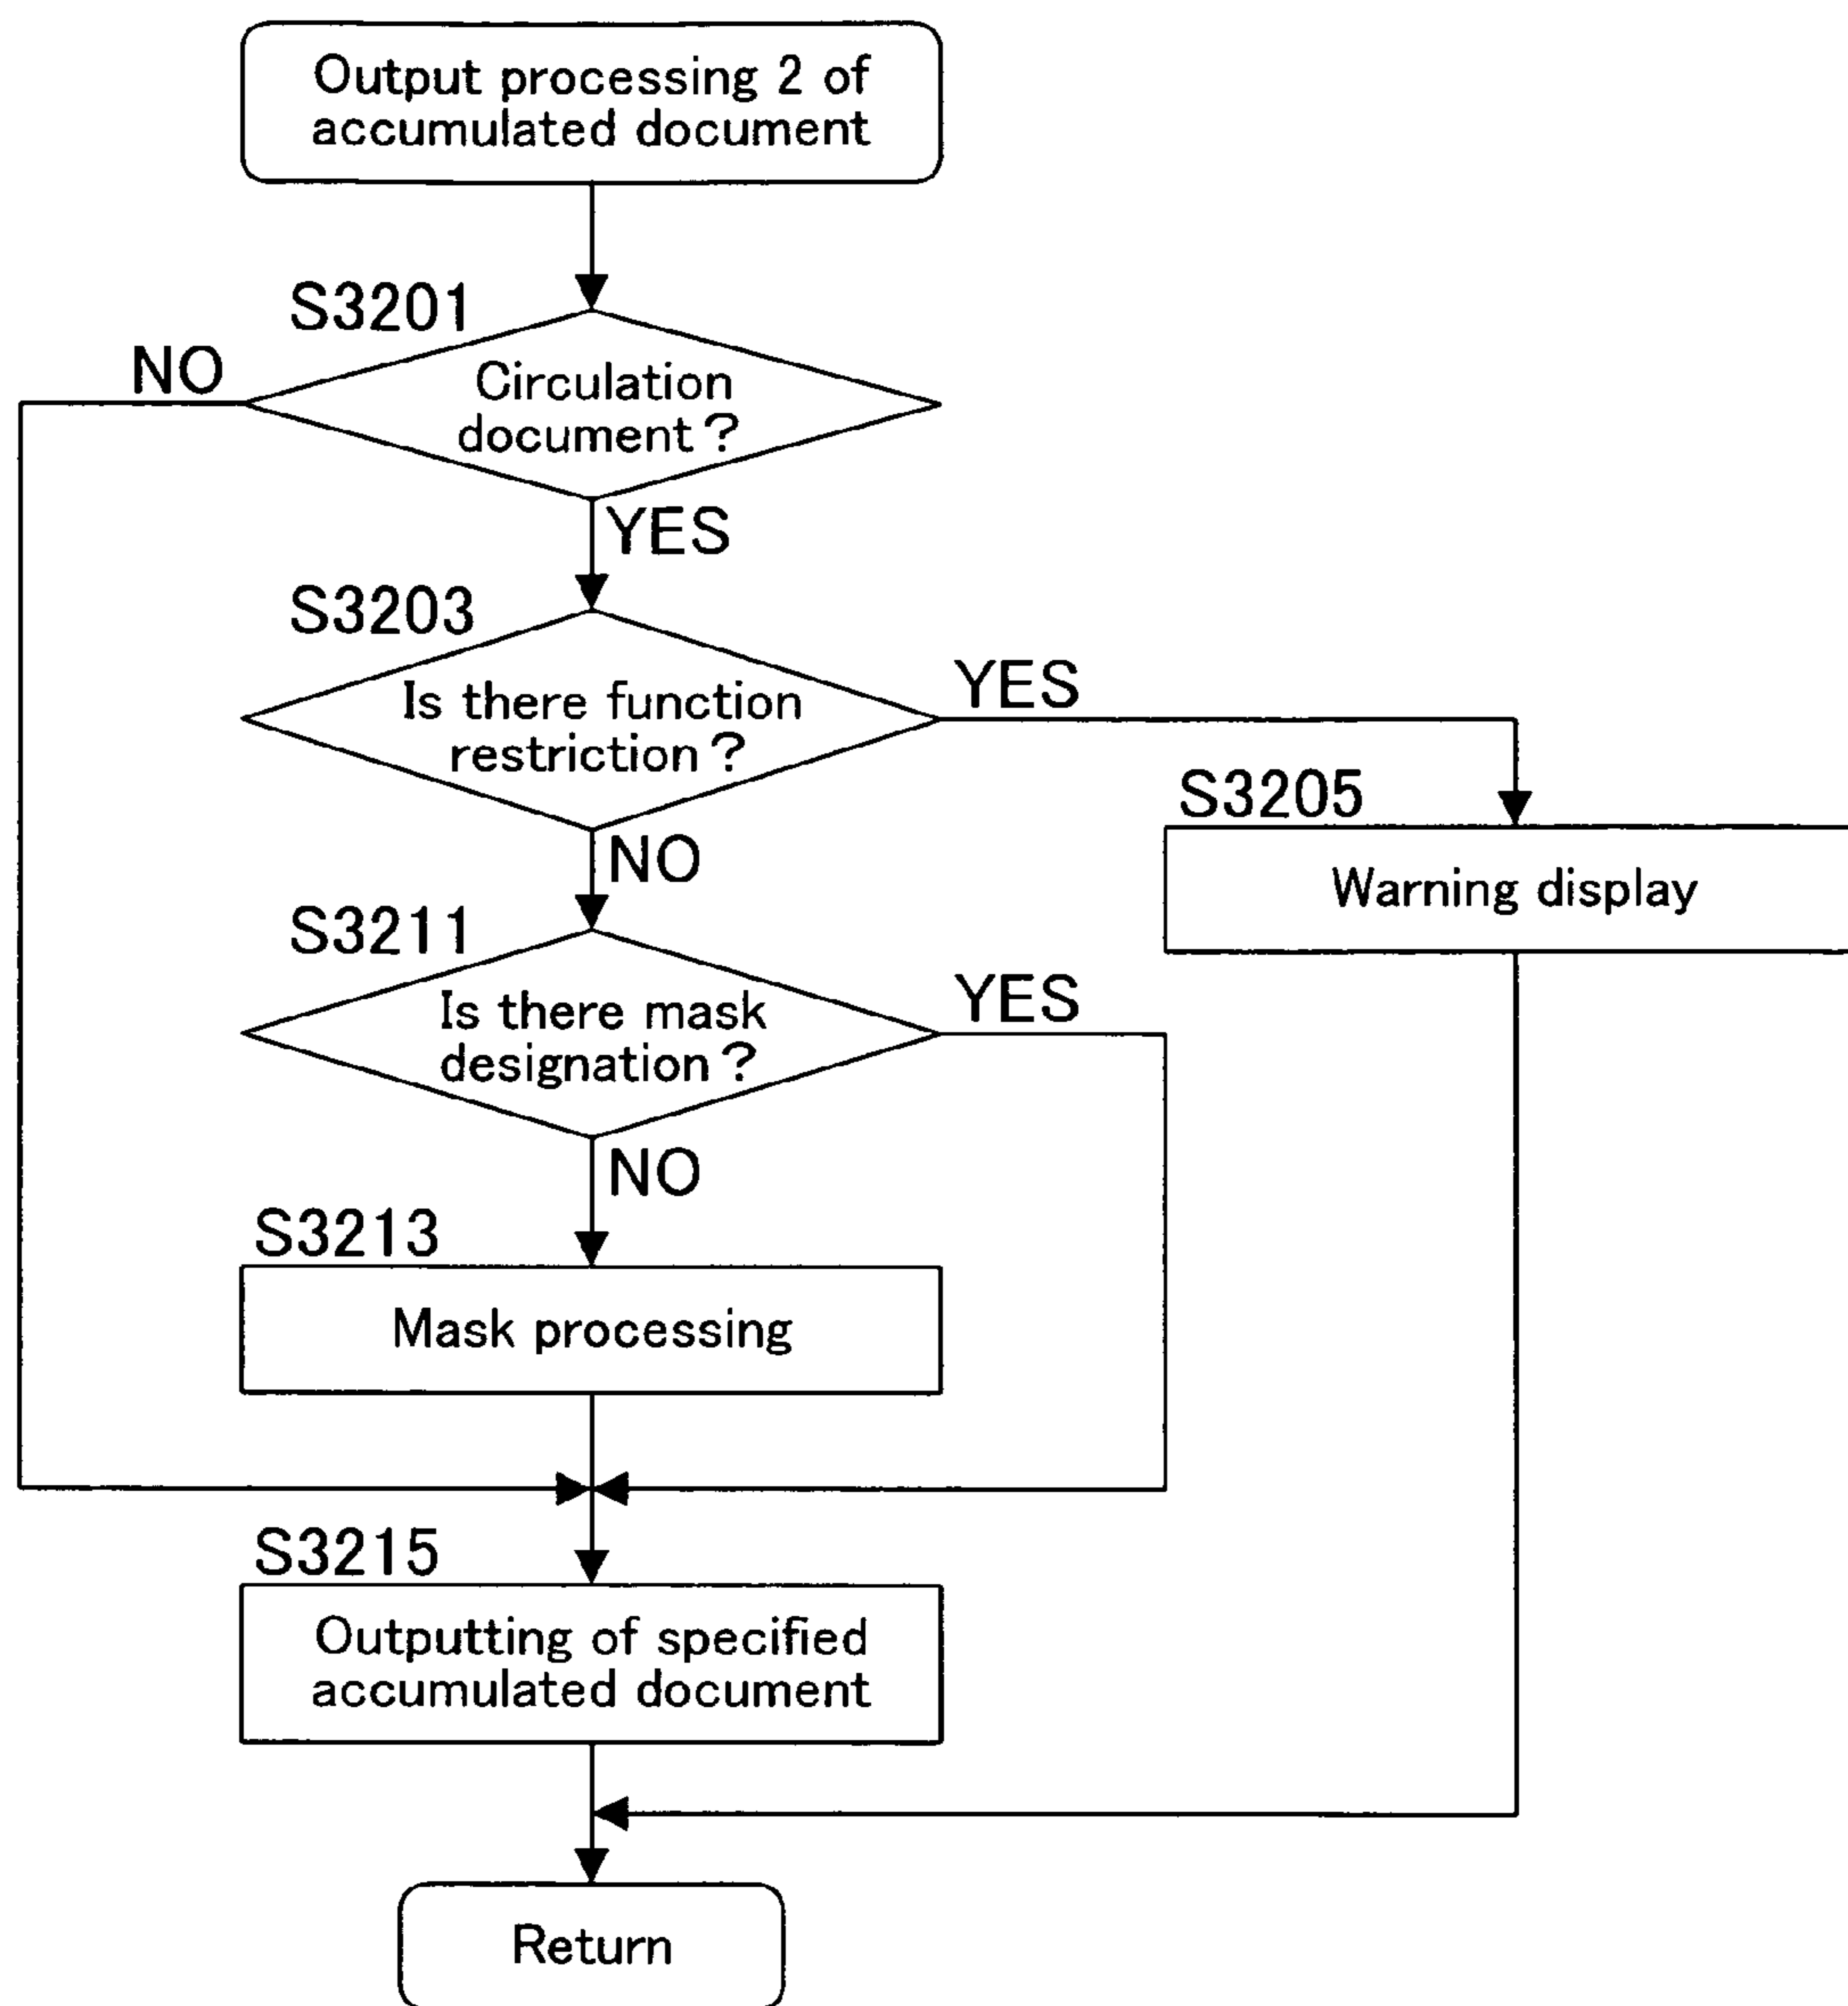 Output processing 2 of
accumulated document
S3201
NO
Circulation
document ?
YES
S3203
Is there function
restriction ?
YES
S3205
Warning display
NO
S3211
Is there mask
designation ?
YES
NO
S3213
Mask processing
S3215
Outputting of specified
accumulated document
Return